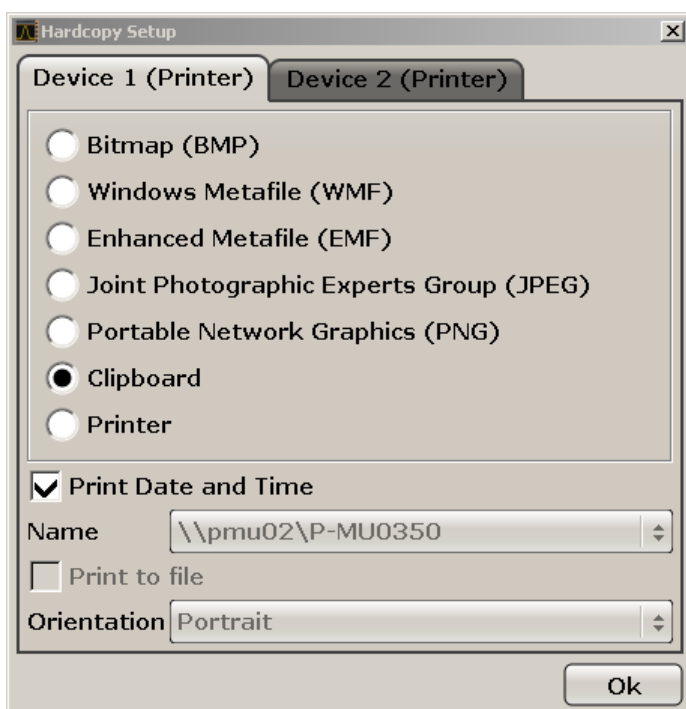 Hardcopy Setup
Device 1 (Printer)
Device 2 (Printer)
Bitmap (BMP)
Windows Metafile (WMF)
Enhanced Metafile (EMF)
Joint Photographic Experts Group (JPEG)
Portable Network Graphics (PNG)
Clipboard
Printer
Print Date and Time
Name \\pmu02\P-MU0350
Print to file
Orientation Portrait
Ok